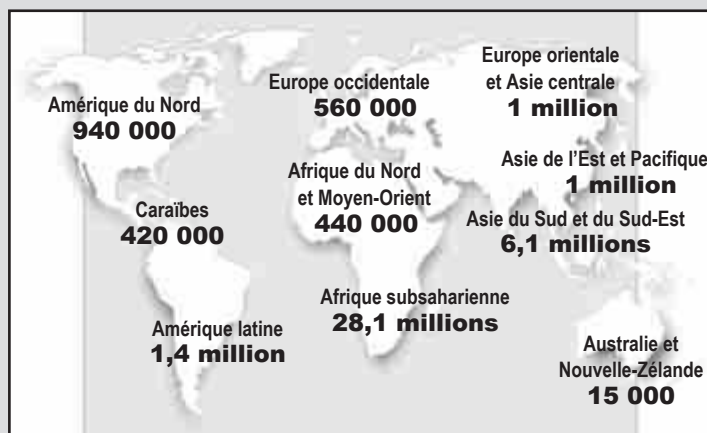 Amérique du Nord
940 000
Europe occidentale
560 000
Europe orientale
et Asie centrale
1 million
Caraïbes
420 000
Afrique du Nord
et Moyen-Orient
440 000
Asie de l'Est et Pacifique
1 million
Asie du Sud et du Sud-Est
6,1 millions
Amérique latine
1,4 million
Afrique subsaharienne
28,1 millions
Australie et
Nouvelle-Zélande
15 000